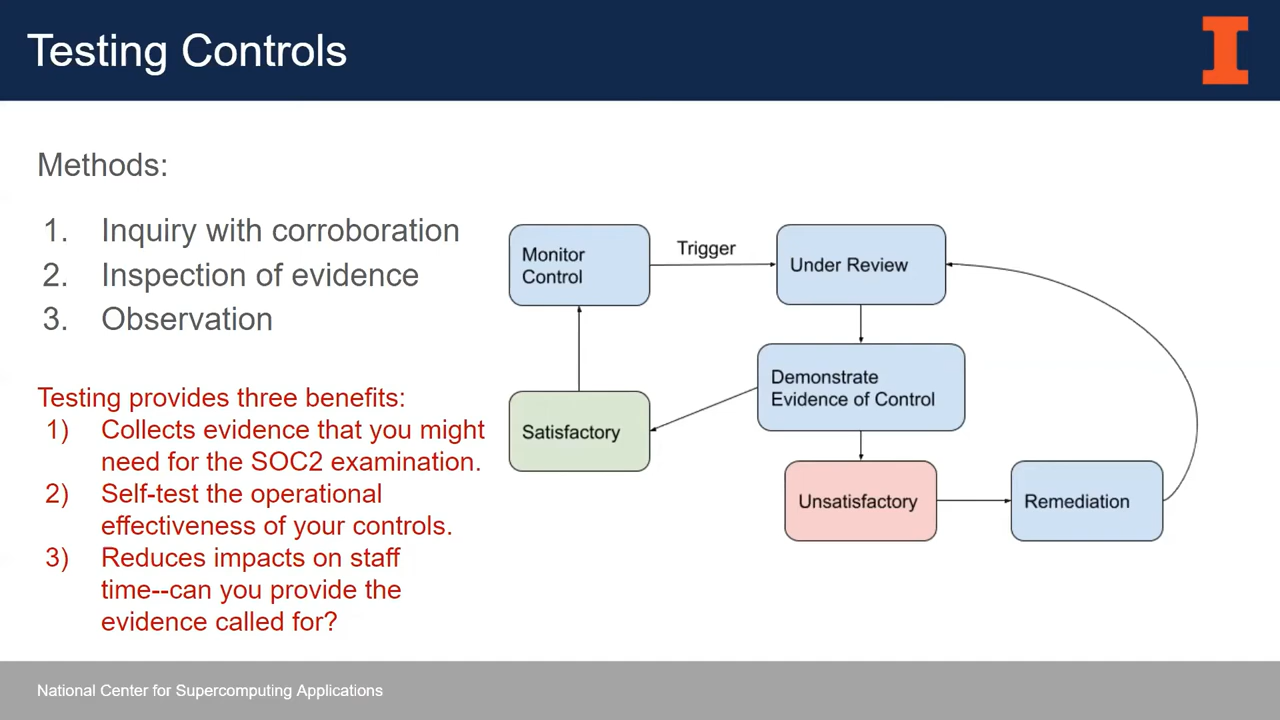 Testing Controls
Methods:
1. Inquiry with corroboration
2. Inspection of evidence
3. Observation
Testing provides three benefits:
1) Collects evidence that you might
need for the SOC2 examination.
2) Self-test the operational
effectiveness of your controls.
3) Reduces impacts on staff
time--can you provide the
evidence called for?
Monitor
Control
Trigger
Under Review
Demonstrate
Evidence of Control
Satisfactory
Unsatisfactory
Remediation
National Center for Supercomputing Applications